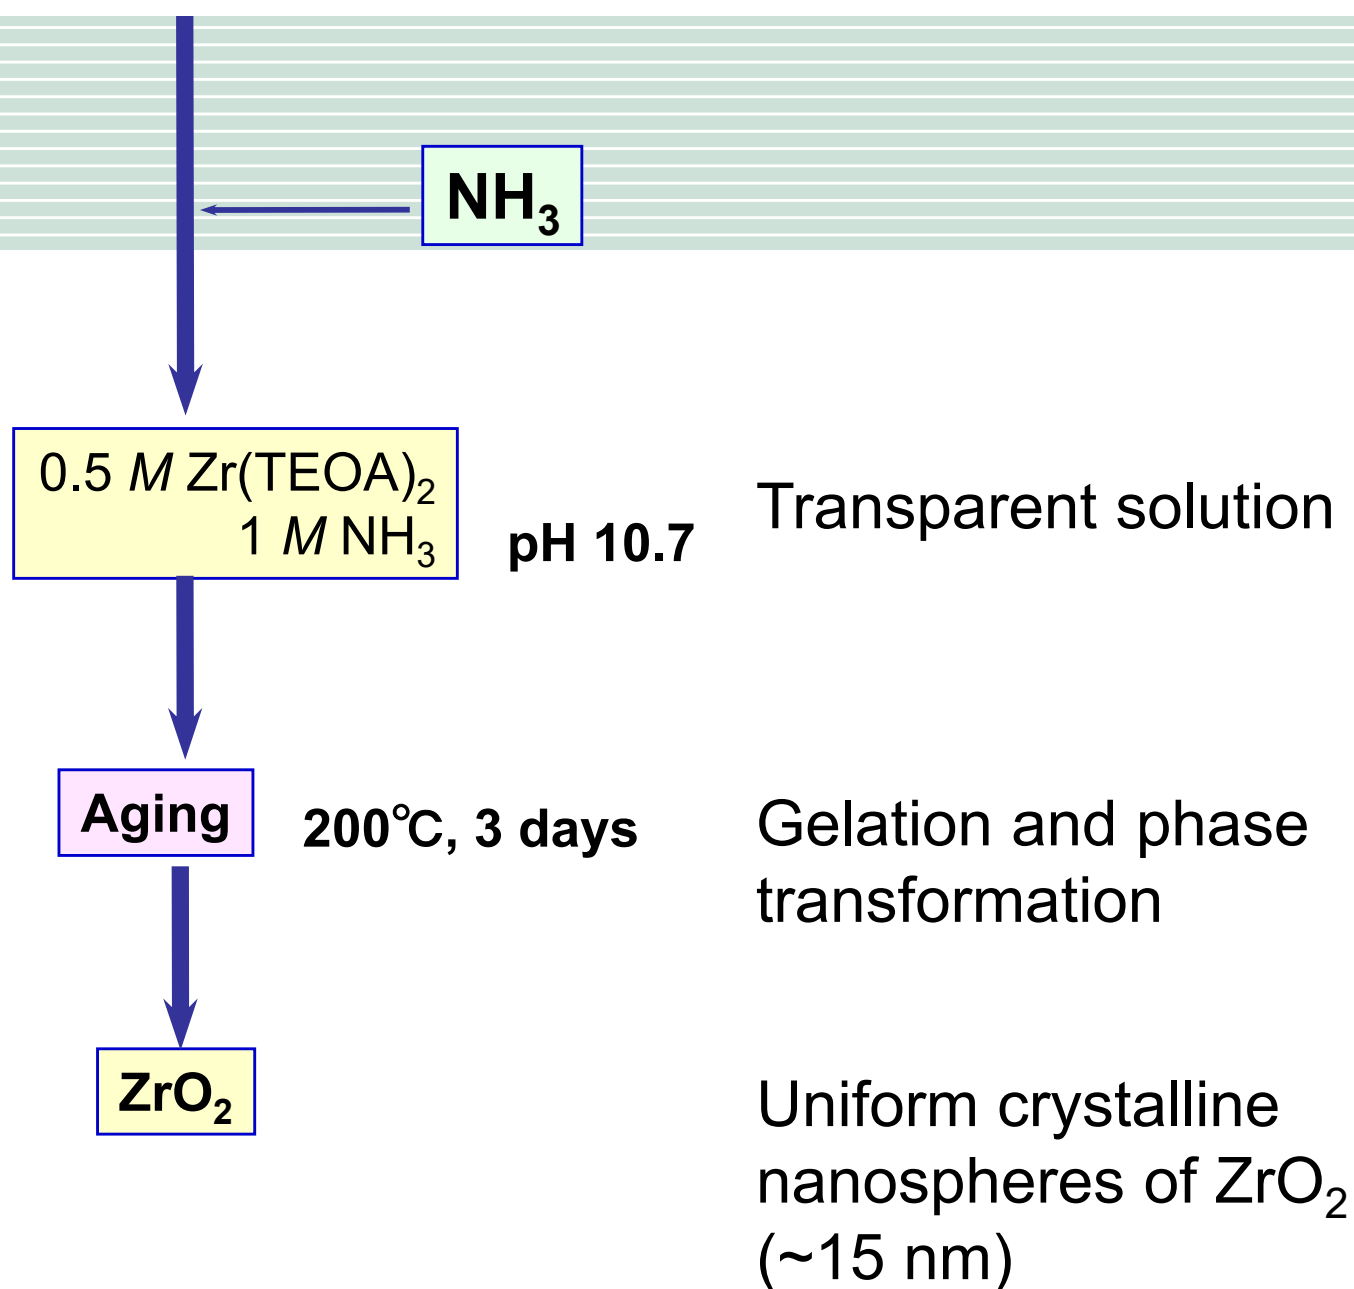 NH₃
0.5 M Zr(TEOA)₂
1 M NH₃
pH 10.7
Transparent solution
Aging
200℃, 3 days
Gelation and phase
transformation
ZrO₂
Uniform crystalline
nanospheres of ZrO₂
(~15 nm)